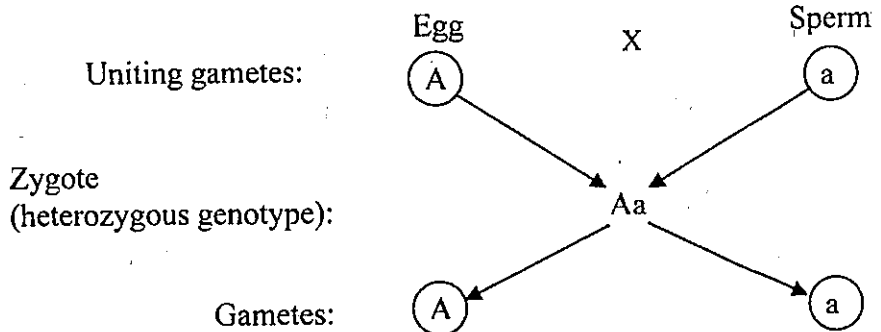 Egg X Sperm
Uniting gametes: A a
Zygote
(heterozygous genotype): Aa
Gametes: A a